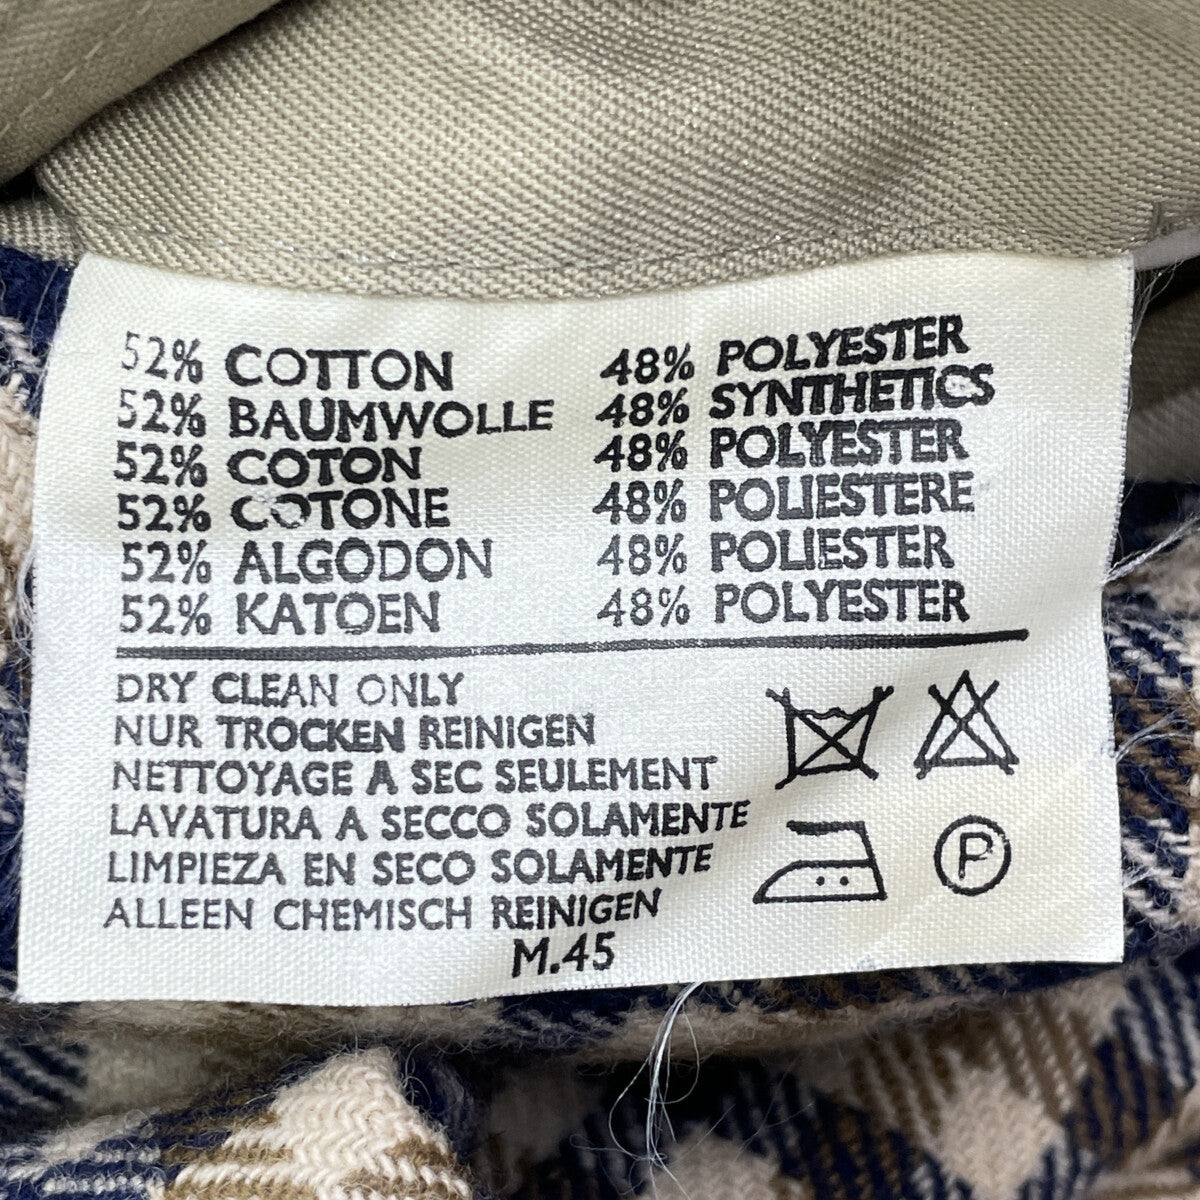 52% COTTON 48% POLYESTER
52% BAUMWOLLE 48% SYNTHETICS
52% COTON 48% POLYESTER
52% COTONE 48% POLIESTERE
52% ALGODON 48% POLIESTER
52% KATOEN 48% POLYESTER
DRY CLEAN ONLY
NUR TROCKEN REINIGEN
NETTOYAGE A SEC SEULEMENT
LAVATURA A SECCO SOLAMENTE
LIMPIEZA EN SECO SOLAMENTE
ALLEEN CHEMISCH REINIGEN
P
M.45